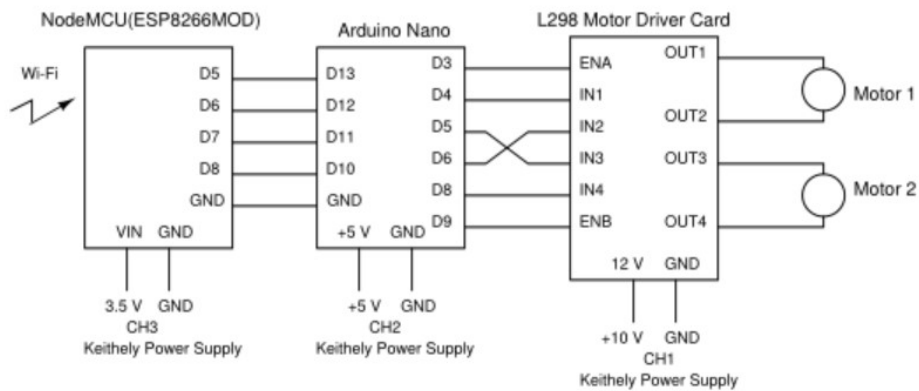 NodeMCU(ESP8266MOD)
Arduino Nano
L298 Motor Driver Card
Wi-Fi
D5
D6
D7
D8
GND
VIN GND
3.5 V GND
CH3
Keithely Power Supply
D13
D12
D11
D10
GND
D3
D4
D5
D6
D8
D9
+5 V GND
+5 V GND
CH2
Keithely Power Supply
ENA
IN1
IN2
IN3
IN4
ENB
OUT1
OUT2
OUT3
OUT4
12 V GND
+10 V GND
CH1
Keithely Power Supply
Motor 1
Motor 2